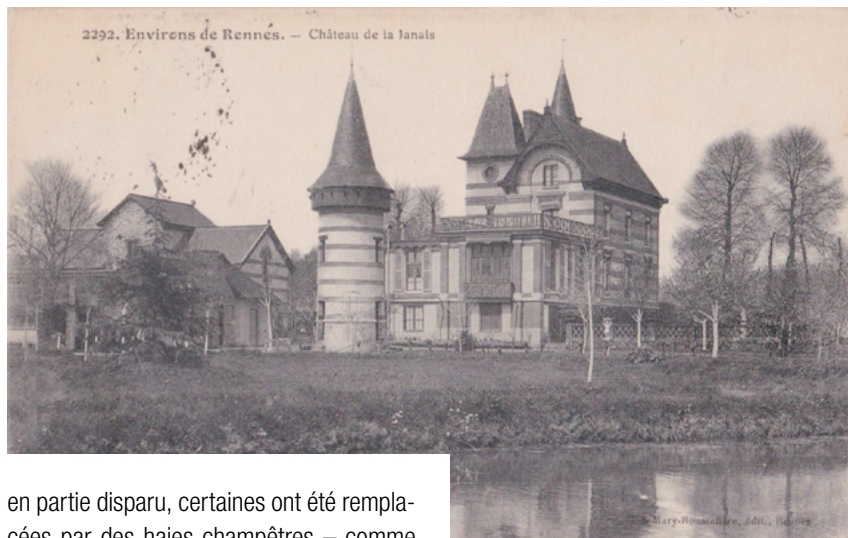 2292. Environs de Rennes. – Château de la Janais
en partie disparu, certaines ont été rempla-
cées par des haies champêtres – comme
Mary-Rousselière, édit., Rennes